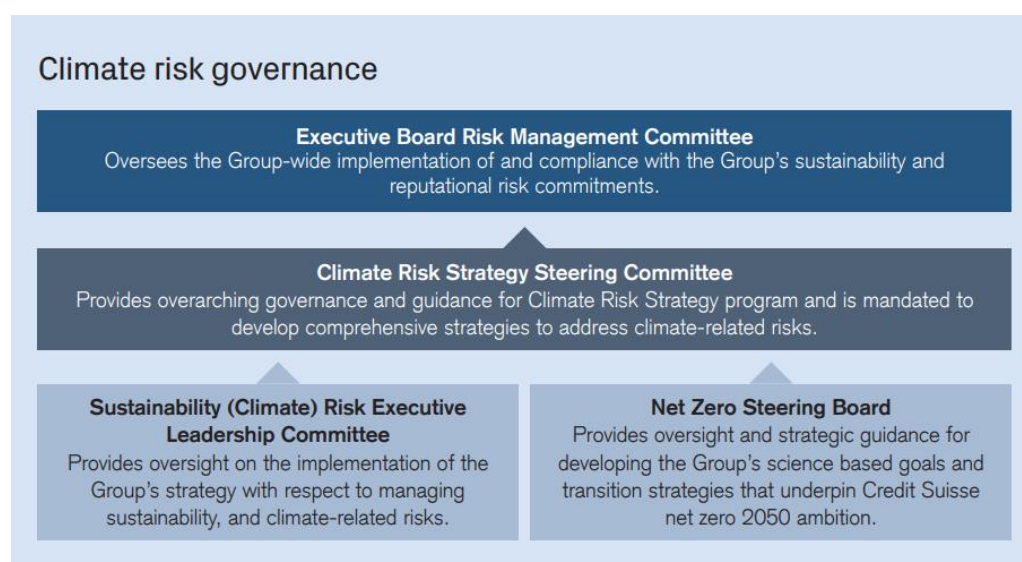 Climate risk governance
Executive Board Risk Management Committee
Oversees the Group-wide implementation of and compliance with the Group's sustainability and
reputational risk commitments.
Climate Risk Strategy Steering Committee
Provides overarching governance and guidance for Climate Risk Strategy program and is mandated to
develop comprehensive strategies to address climate-related risks.
Sustainability (Climate) Risk Executive
Leadership Committee
Provides oversight on the implementation of the
Group's strategy with respect to managing
sustainability, and climate-related risks.
Net Zero Steering Board
Provides oversight and strategic guidance for
developing the Group's science based goals and
transition strategies that underpin Credit Suisse
net zero 2050 ambition.